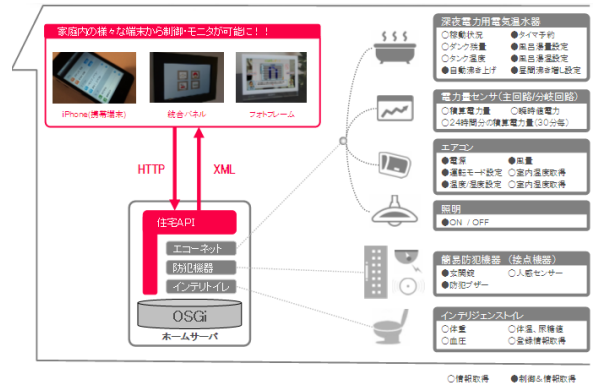 家庭内の様々な端末から制御・モニタが可能に！！
iPhone(携帯端末)
統合パネル
フォトフレーム
HTTP
XML
住宅API
エコーネット
防犯機器
インテリトイレ
OSGi
ホームサーバ
深夜電力用電気温水器
○稼動状況
●タイマ予約
○タンク残量
●風呂湯量設定
○タンク温度
●風呂湯温設定
●自動沸き上げ
●昼間沸き増し設定
電力量センサ(主回路/分岐回路)
○積算電力量
○瞬時値電力
○24時間分の積算電力量(30分毎)
エアコン
●電源
●風量
●運転モード設定
○室内温度取得
●温度/湿度設定
○室内湿度取得
照明
●ON / OFF
簡易防犯機器 (接点機器)
●玄関錠
○人感センサー
●防犯ブザー
インテリジェンストイレ
○体重
○体温、尿糖値
○血圧
○登録情報取得
○情報取得
●制御&情報取得